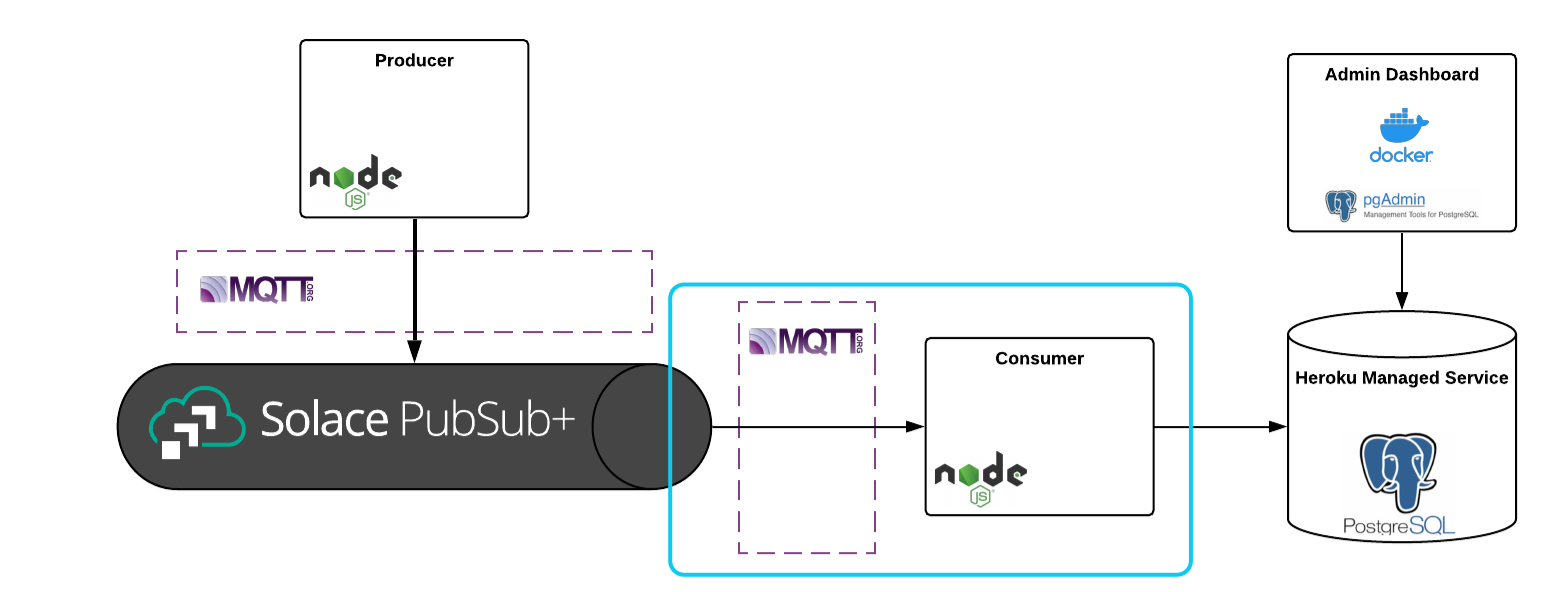 Producer
node
JS
Admin Dashboard
docker
pgAdmin
Management Tools for PostgreSQL
MQTT.ORG
MQTT.ORG
Consumer
node
JS
Solace PubSub+
Heroku Managed Service
PostgreSQL